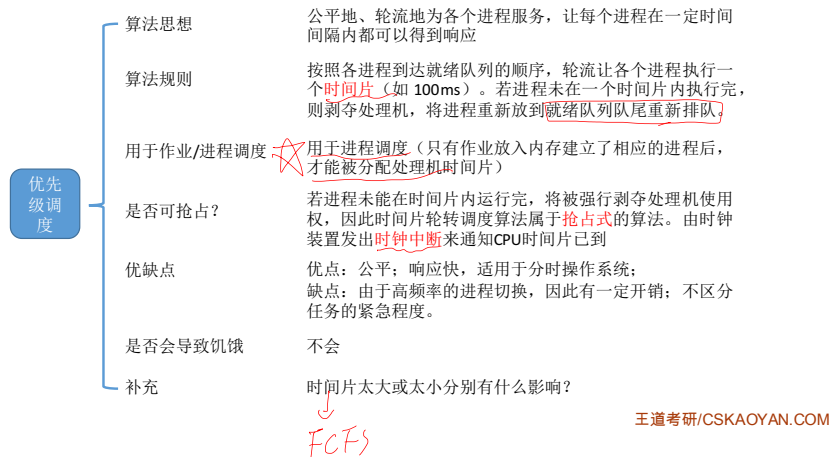 算法思想
公平地、轮流地为各个进程服务，让每个进程在一定时间
间隔内都可以得到响应
算法规则
按照各进程到达就绪队列的顺序，轮流让各个进程执行一
个时间片（如 100ms）。若进程未在一个时间片内执行完，
则剥夺处理机，将进程重新放到就绪队列队尾重新排队。
用于作业/进程调度
用于进程调度（只有作业放入内存建立了相应的进程后，
才能被分配处理机时间片）
优先
级调
度
是否可抢占？
若进程未能在时间片内运行完，将被强行剥夺处理机使用
权，因此时间片轮转调度算法属于抢占式的算法。由时钟
装置发出时钟中断来通知CPU时间片已到
优缺点
优点：公平；响应快，适用于分时操作系统；
缺点：由于高频率的进程切换，因此有一定开销；不区分
任务的紧急程度。
是否会导致饥饿
不会
补充
时间片太大或太小分别有什么影响？
FCFS
王道考研/CSKAOYAN.COM